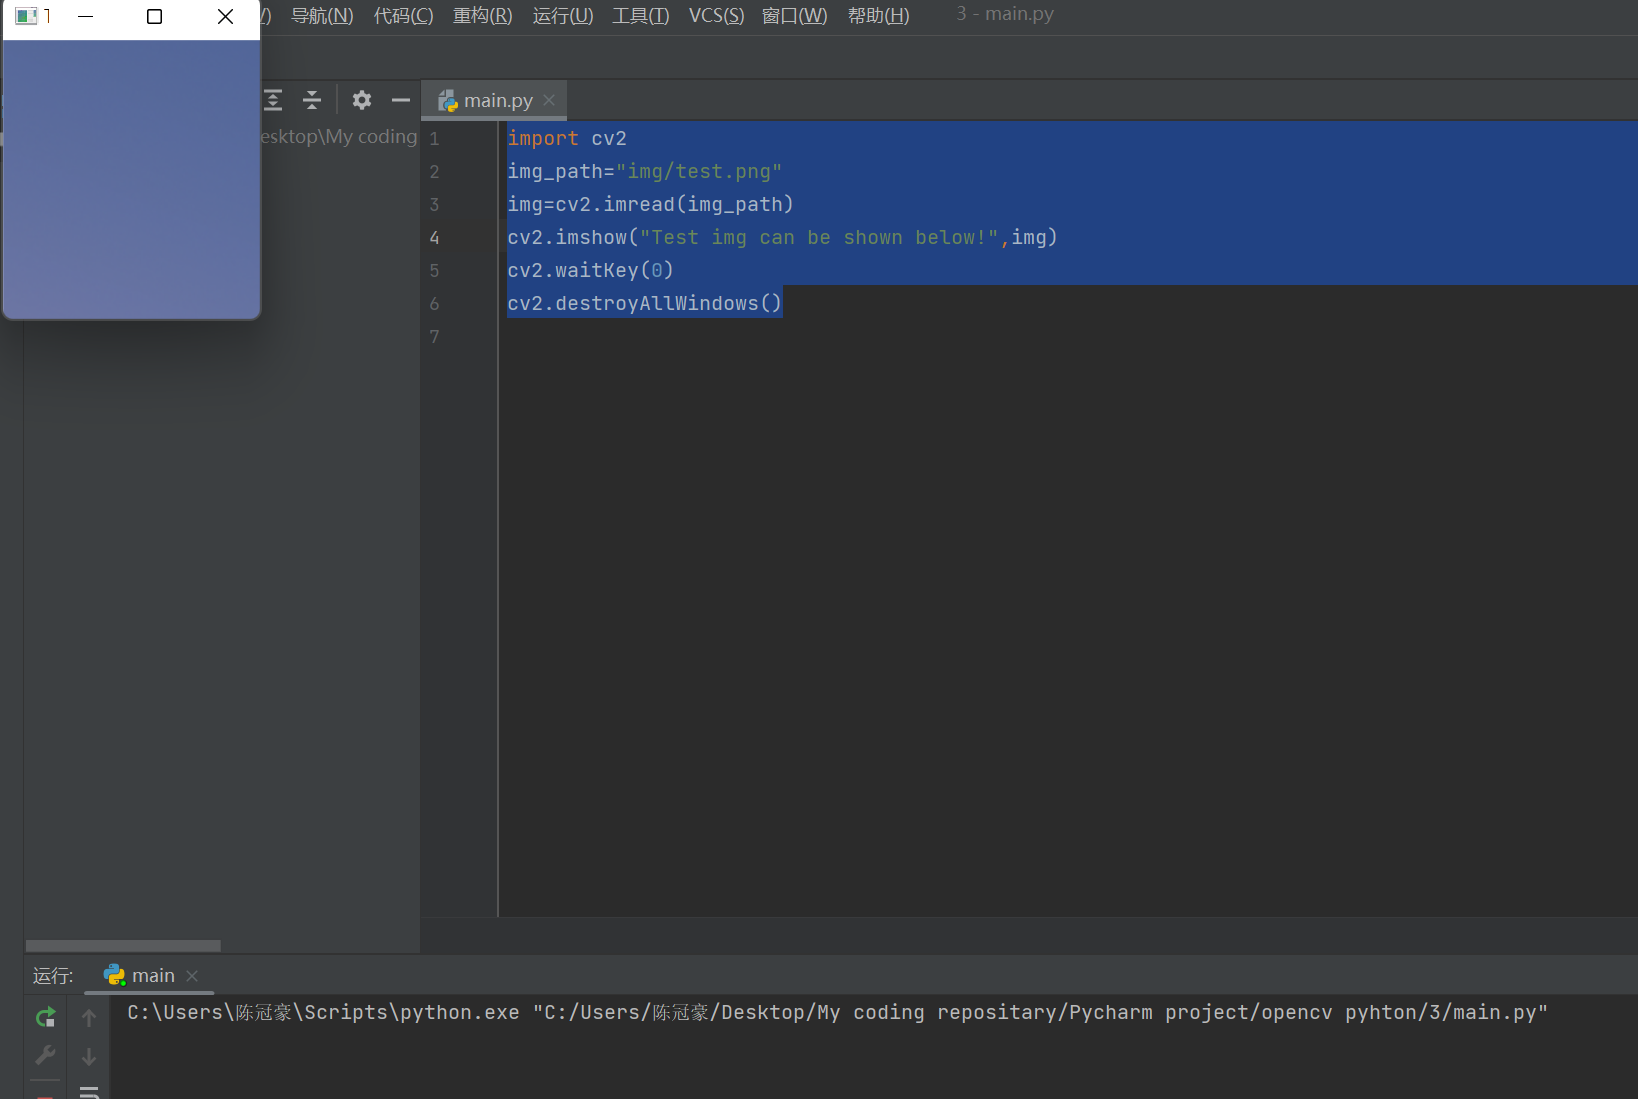 导航(N) 代码(C) 重构(R) 运行(U) 工具(T) VCS(S) 窗口(W) 帮助(H) 3 - main.py
main.py
esktop\My coding
1 import cv2
2 img_path="img/test.png"
3 img=cv2.imread(img_path)
4 cv2.imshow("Test img can be shown below!",img)
5 cv2.waitKey(0)
6 cv2.destroyAllWindows()
7
运行: main
C:\Users\陈冠豪\Scripts\python.exe "C:/Users/陈冠豪/Desktop/My coding repositary/Pycharm project/opencv pyhton/3/main.py"